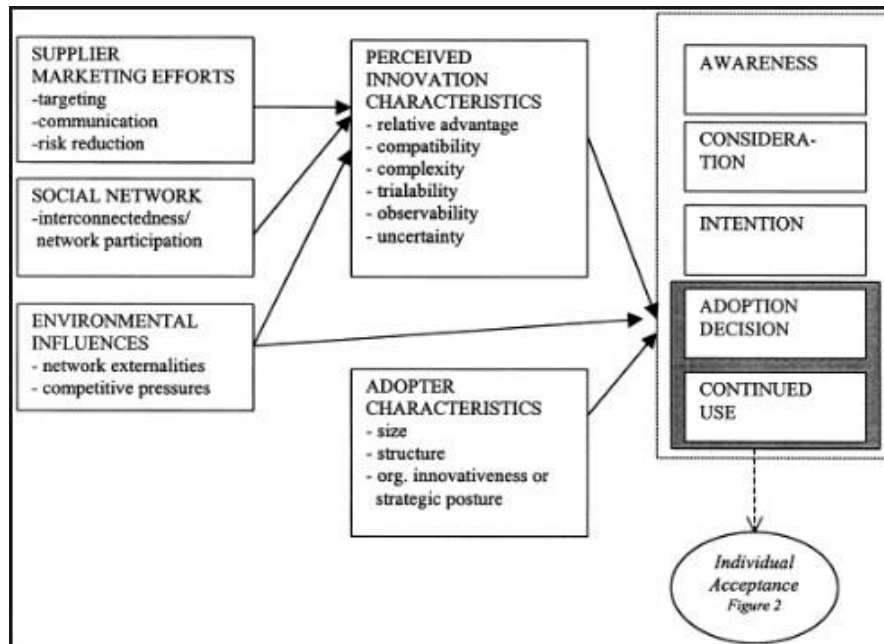 SUPPLIER
MARKETING EFFORTS
-targeting
-communication
-risk reduction
SOCIAL NETWORK
-interconnectedness/
network participation
ENVIRONMENTAL
INFLUENCES
- network externalities
- competitive pressures
PERCEIVED
INNOVATION
CHARACTERISTICS
- relative advantage
- compatibility
- complexity
- trialability
- observability
- uncertainty
ADOPTER
CHARACTERISTICS
- size
- structure
- org. innovativeness or
strategic posture
AWARENESS
CONSIDERA-
TION
INTENTION
ADOPTION
DECISION
CONTINUED
USE
Individual
Acceptance
Figure 2